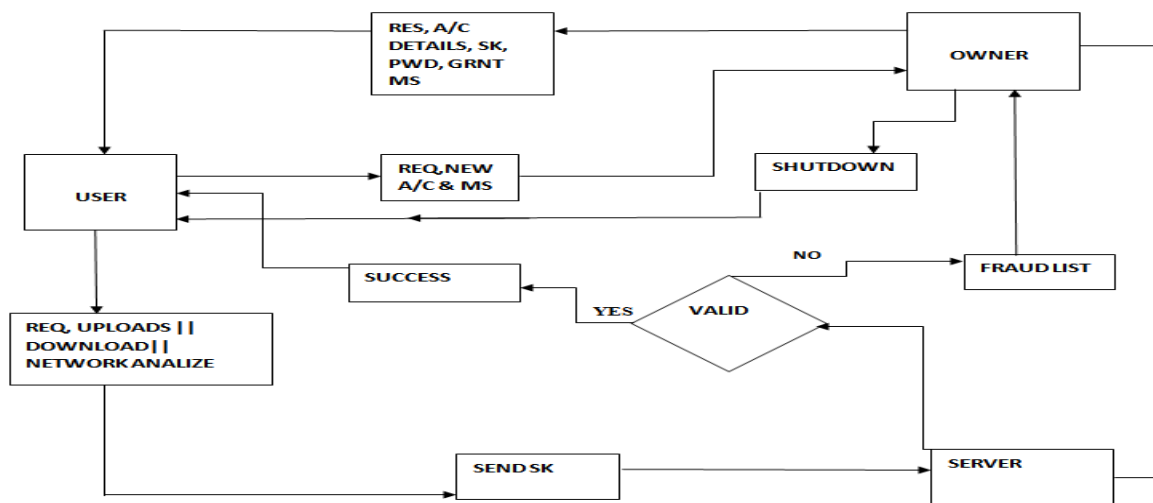 RES, A/C
DETAILS, SK,
PWD, GRNT
MS
OWNER
REQ,NEW
A/C & MS
SHUTDOWN
USER
NO
FRAUD LIST
SUCCESS
YES
VALID
REQ, UPLOADS ||
DOWNLOAD||
NETWORK ANALIZE
SEND SK
SERVER